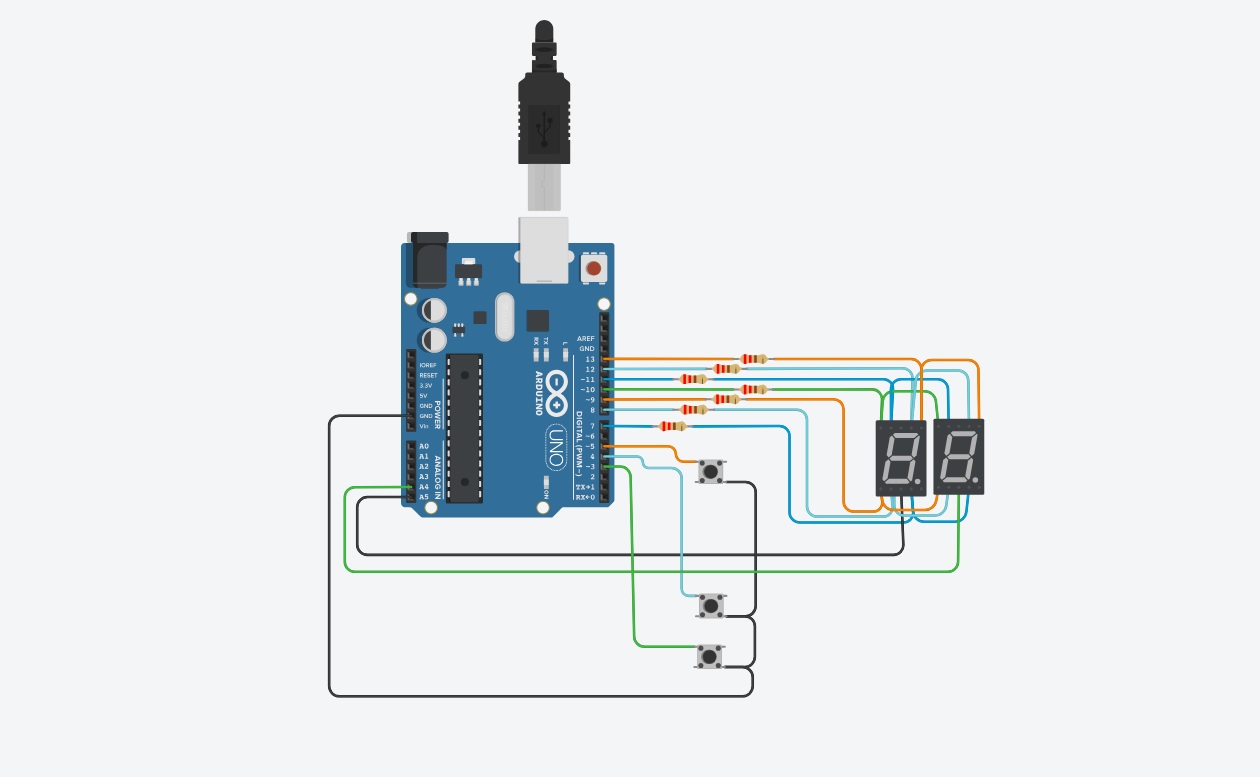 AREF
GND
13
12
~11
~10
~9
8
7
~6
~5
4
~3
2
TX→1
RX←0
DIGITAL (PWM~)
RX
TX
L
ARDUINO
UNO
ON
IOREF
RESET
3.3V
5V
GND
GND
Vin
POWER
A0
A1
A2
A3
A4
A5
ANALOG IN
8.
8.